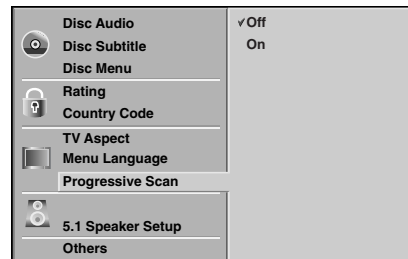 Disc Audio
Disc Subtitle
Disc Menu
Rating
Country Code
TV Aspect
Menu Language
Progressive Scan
5.1 Speaker Setup
Others
✓Off
On